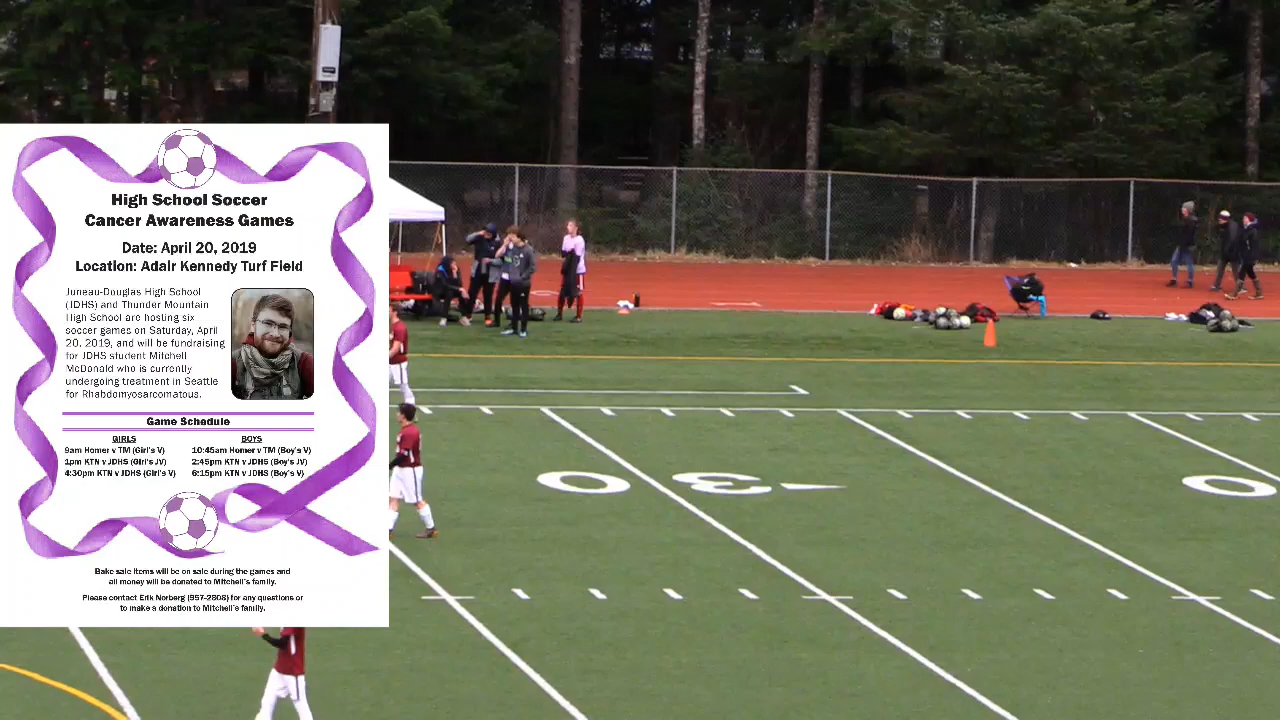 High School Soccer
Cancer Awareness Games
Date: April 20, 2019
Location: Adair Kennedy Turf Field
Juneau-Douglas High School
(JDHS) and Thunder Mountain
High School are hosting six
soccer games on Saturday, April
20, 2019, and will be fundraising
for JDHS student Mitchell
McDonald who is currently
undergoing treatment in Seattle
for Rhabdomyosarcomatous.
Game Schedule
GIRLS
9am Homer v TM (Girl's V)
1pm KTN v JDHS (Girl's JV)
4:30pm KTN v JDHS (Girl's V)
BOYS
10:45am Homer v TM (Boy's V)
2:45pm KTN v JDHS (Boy's JV)
6:15pm KTN v JDHS (Boy's V)
Bake sale items will be on sale during the games and
all money will be donated to Mitchell's family.
Please contact Erik Norberg (957-2808) for any questions or
to make a donation to Mitchell's family.
0 3
0